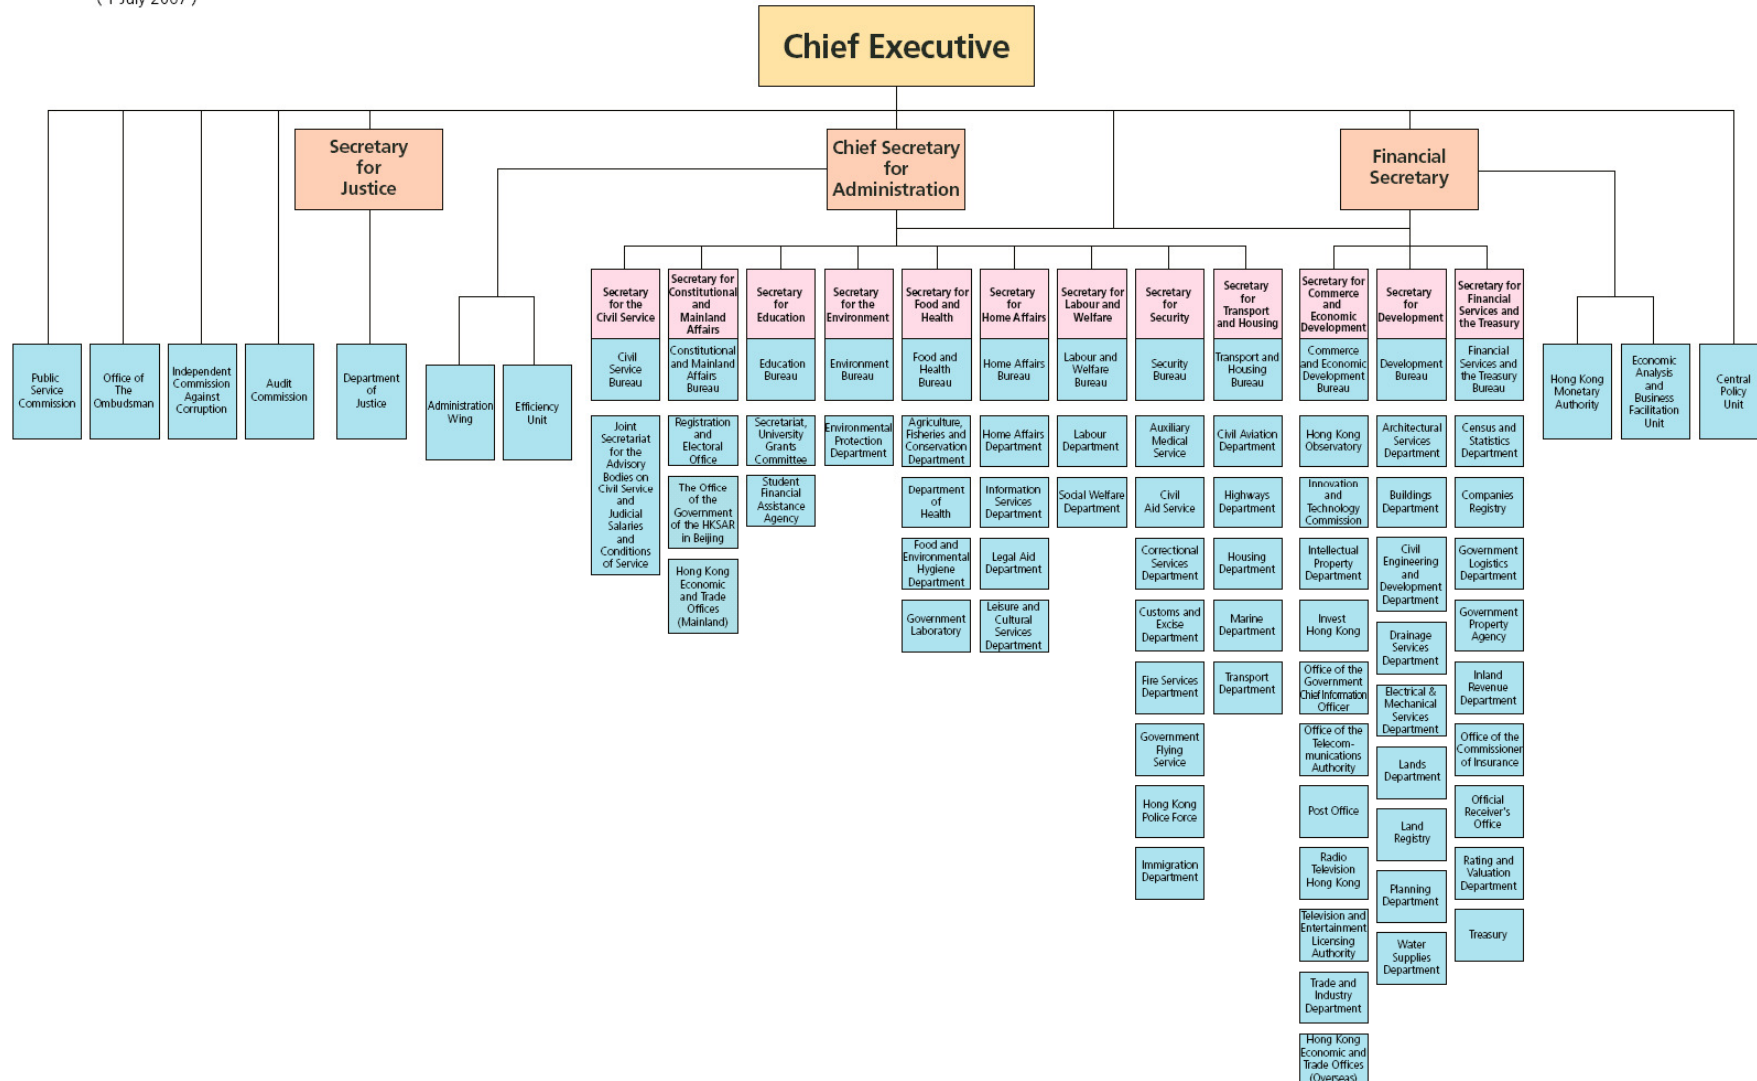 ( 1 July 2007 )
Chief Executive
Secretary
for
Justice
Chief Secretary
for
Administration
Financial
Secretary
Public
Service
Commission
Office of
The
Ombudsman
Independent
Commission
Against
Corruption
Audit
Commission
Department
of
Justice
Administration
Wing
Efficiency
Unit
Secretary
for the
Civil Service
Civil
Service
Bureau
Joint
Secretariat
for the
Advisory
Bodies on
Civil Service
and
Judicial
Salaries
and
Conditions
of Service
Secretary for
Constitutional
and
Mainland
Affairs
Constitutional
and Mainland
Affairs
Bureau
Registration
and
Electoral
Office
The Office
of the
Government
of the HKSAR
in Beijing
Hong Kong
Economic
and Trade
Offices
(Mainland)
Secretary
for
Education
Education
Bureau
Secretariat,
University
Grants
Committee
Student
Financial
Assistance
Agency
Secretary
for the
Environment
Environment
Bureau
Environmental
Protection
Department
Secretary for
Food and
Health
Food and
Health
Bureau
Agriculture,
Fisheries and
Conservation
Department
Department
of
Health
Food and
Environmental
Hygiene
Department
Government
Laboratory
Secretary
for
Home Affairs
Home Affairs
Bureau
Home Affairs
Department
Information
Services
Department
Legal Aid
Department
Leisure and
Cultural
Services
Department
Secretary for
Labour and
Welfare
Labour and
Welfare
Bureau
Labour
Department
Social Welfare
Department
Secretary
for
Security
Security
Bureau
Auxiliary
Medical
Service
Civil
Aid Service
Correctional
Services
Department
Customs and
Excise
Department
Fire Services
Department
Government
Flying
Service
Hong Kong
Police Force
Immigration
Department
Secretary
for
Transport
and Housing
Transport and
Housing
Bureau
Civil Aviation
Department
Highways
Department
Housing
Department
Marine
Department
Transport
Department
Secretary for
Commerce
and
Economic
Development
Commerce
and Economic
Development
Bureau
Hong Kong
Observatory
Innovation
and
Technology
Commission
Intellectual
Property
Department
Invest
Hong Kong
Office of the
Government
Chief Information
Officer
Office of the
Telecom-
munications
Authority
Post Office
Radio
Television
Hong Kong
Television and
Entertainment
Licensing
Authority
Trade and
Industry
Department
Hong Kong
Economic and
Trade Offices
(Overseas)
Secretary
for
Development
Development
Bureau
Architectural
Services
Department
Buildings
Department
Civil
Engineering
and
Development
Department
Drainage
Services
Department
Electrical &
Mechanical
Services
Department
Lands
Department
Land
Registry
Planning
Department
Water
Supplies
Department
Secretary for
Financial
Services and
the Treasury
Financial
Services and
the Treasury
Bureau
Census and
Statistics
Department
Companies
Registry
Government
Logistics
Department
Government
Property
Agency
Inland
Revenue
Department
Office of the
Commissioner
of Insurance
Official
Receiver's
Office
Rating and
Valuation
Department
Treasury
Hong Kong
Monetary
Authority
Economic
Analysis
and
Business
Facilitation
Unit
Central
Policy
Unit